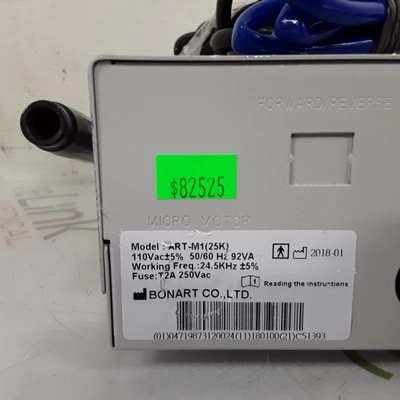 FORWARD/REVERSE
$82525
MICRO MOTOR
Model : ART-M1(25K)
110Vac±5% 50/60 Hz 92VA
Working Freq.:24.5KHz ±5%
Fuse:T2A 250Vac
2018-01
Reading the instructions
BONART CO.,LTD.
(01)04719873120024(11)180100(21)C51393